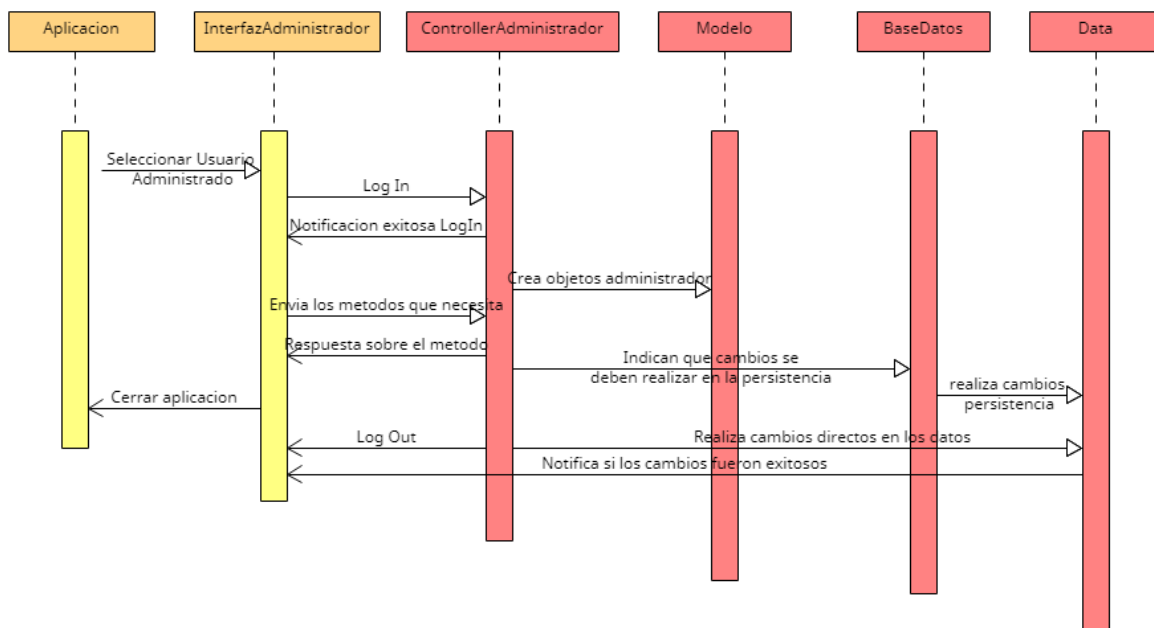 Aplicacion
InterfazAdministrador
ControllerAdministrador
Modelo
BaseDatos
Data
Seleccionar Usuario
Administrado
Log In
Notificacion exitosa LogIn
Crea objetos administrador
Envia los metodos que necesita
Respuesta sobre el metodo
Indican que cambios se
deben realizar en la persistencia
realiza cambios
persistencia
Cerrar aplicacion
Log Out
Realiza cambios directos en los datos
Notifica si los cambios fueron exitosos